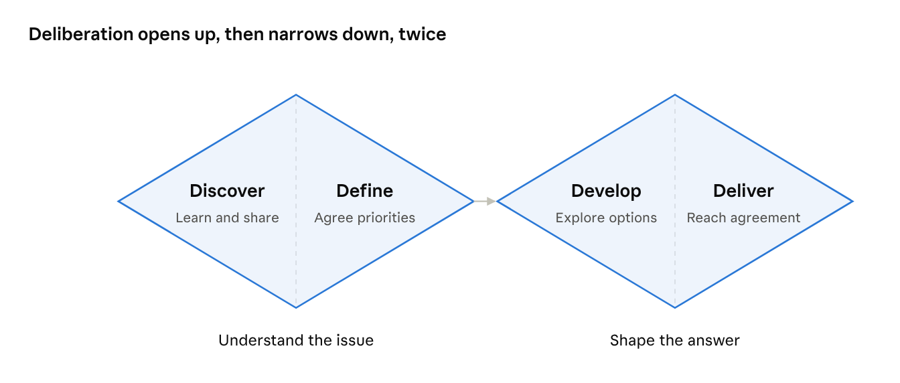 Deliberation opens up, then narrows down, twice
Discover
Learn and share
Define
Agree priorities
Develop
Explore options
Deliver
Reach agreement
Understand the issue
Shape the answer